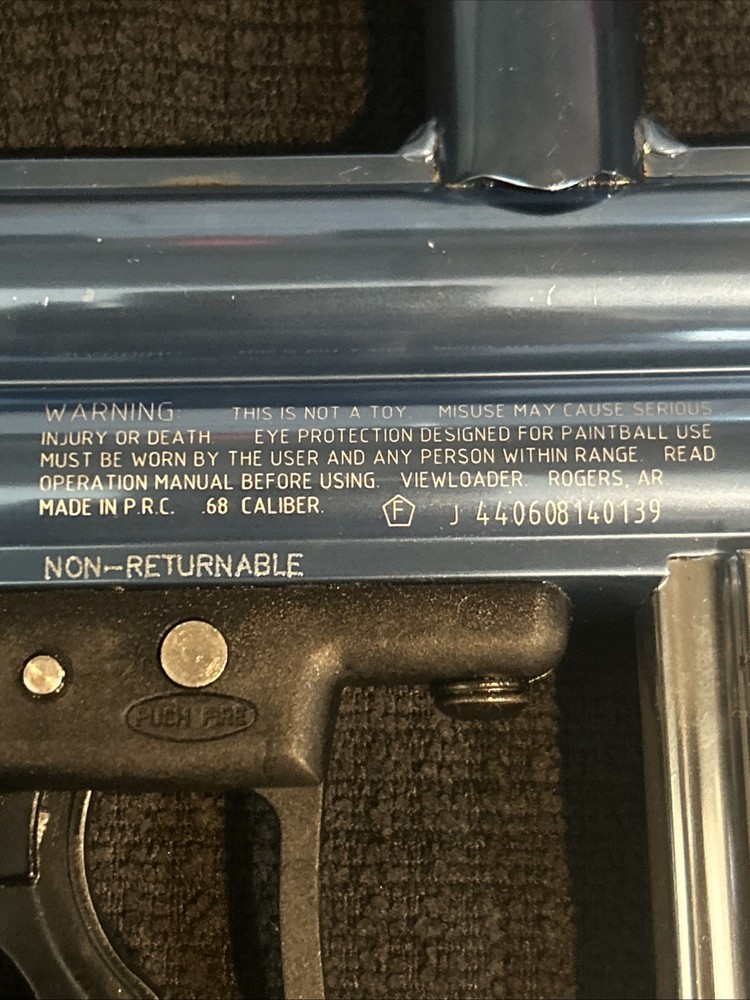 WARNING: THIS IS NOT A TOY. MISUSE MAY CAUSE SERIOUS
INJURY OR DEATH. EYE PROTECTION DESIGNED FOR PAINTBALL USE
MUST BE WORN BY THE USER AND ANY PERSON WITHIN RANGE. READ
OPERATION MANUAL BEFORE USING. VIEWLOADER. ROGERS, AR
MADE IN P.R.C. .68 CALIBER. F J 440608140139
NON-RETURNABLE
PUSH FIRE